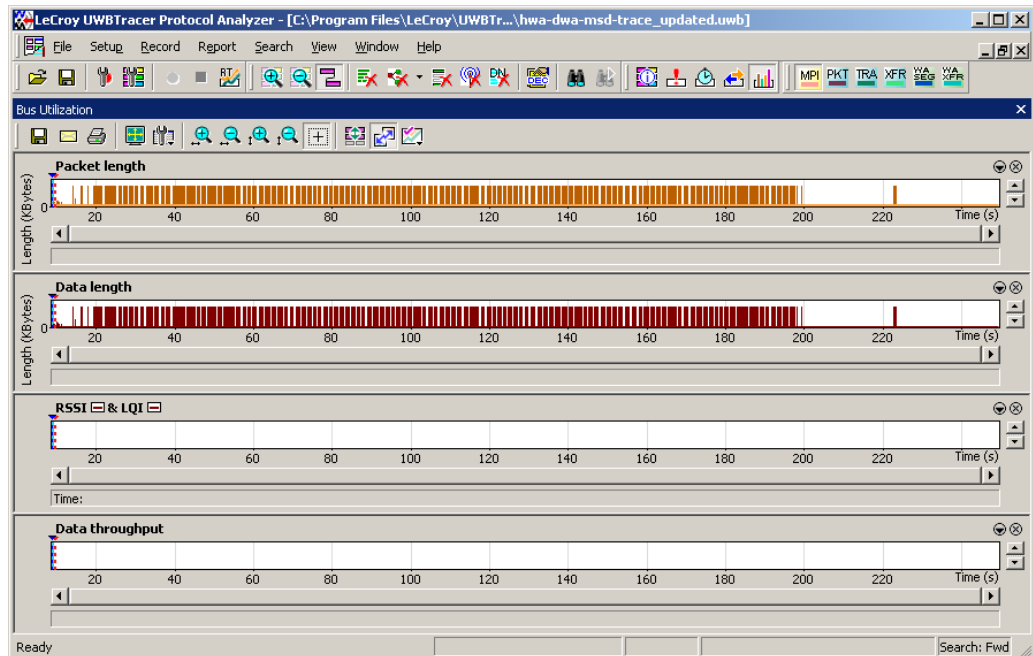 LeCroy UWBTracer Protocol Analyzer - [C:\Program Files\LeCroy\UWBTr...\hwa-dwa-msd-trace_updated.uwb]
File Setup Record Report Search View Window Help
DN DEC MPI PKT TRA XFR WA SEG WA XFR
Bus Utilization
Packet length
Length (KBytes)
0
20 40 60 80 100 120 140 160 180 200 220 Time (s)
Data length
Length (KBytes)
0
20 40 60 80 100 120 140 160 180 200 220 Time (s)
RSSI & LQI
20 40 60 80 100 120 140 160 180 200 220 Time (s)
Time:
Data throughput
20 40 60 80 100 120 140 160 180 200 220 Time (s)
Ready Search: Fwd